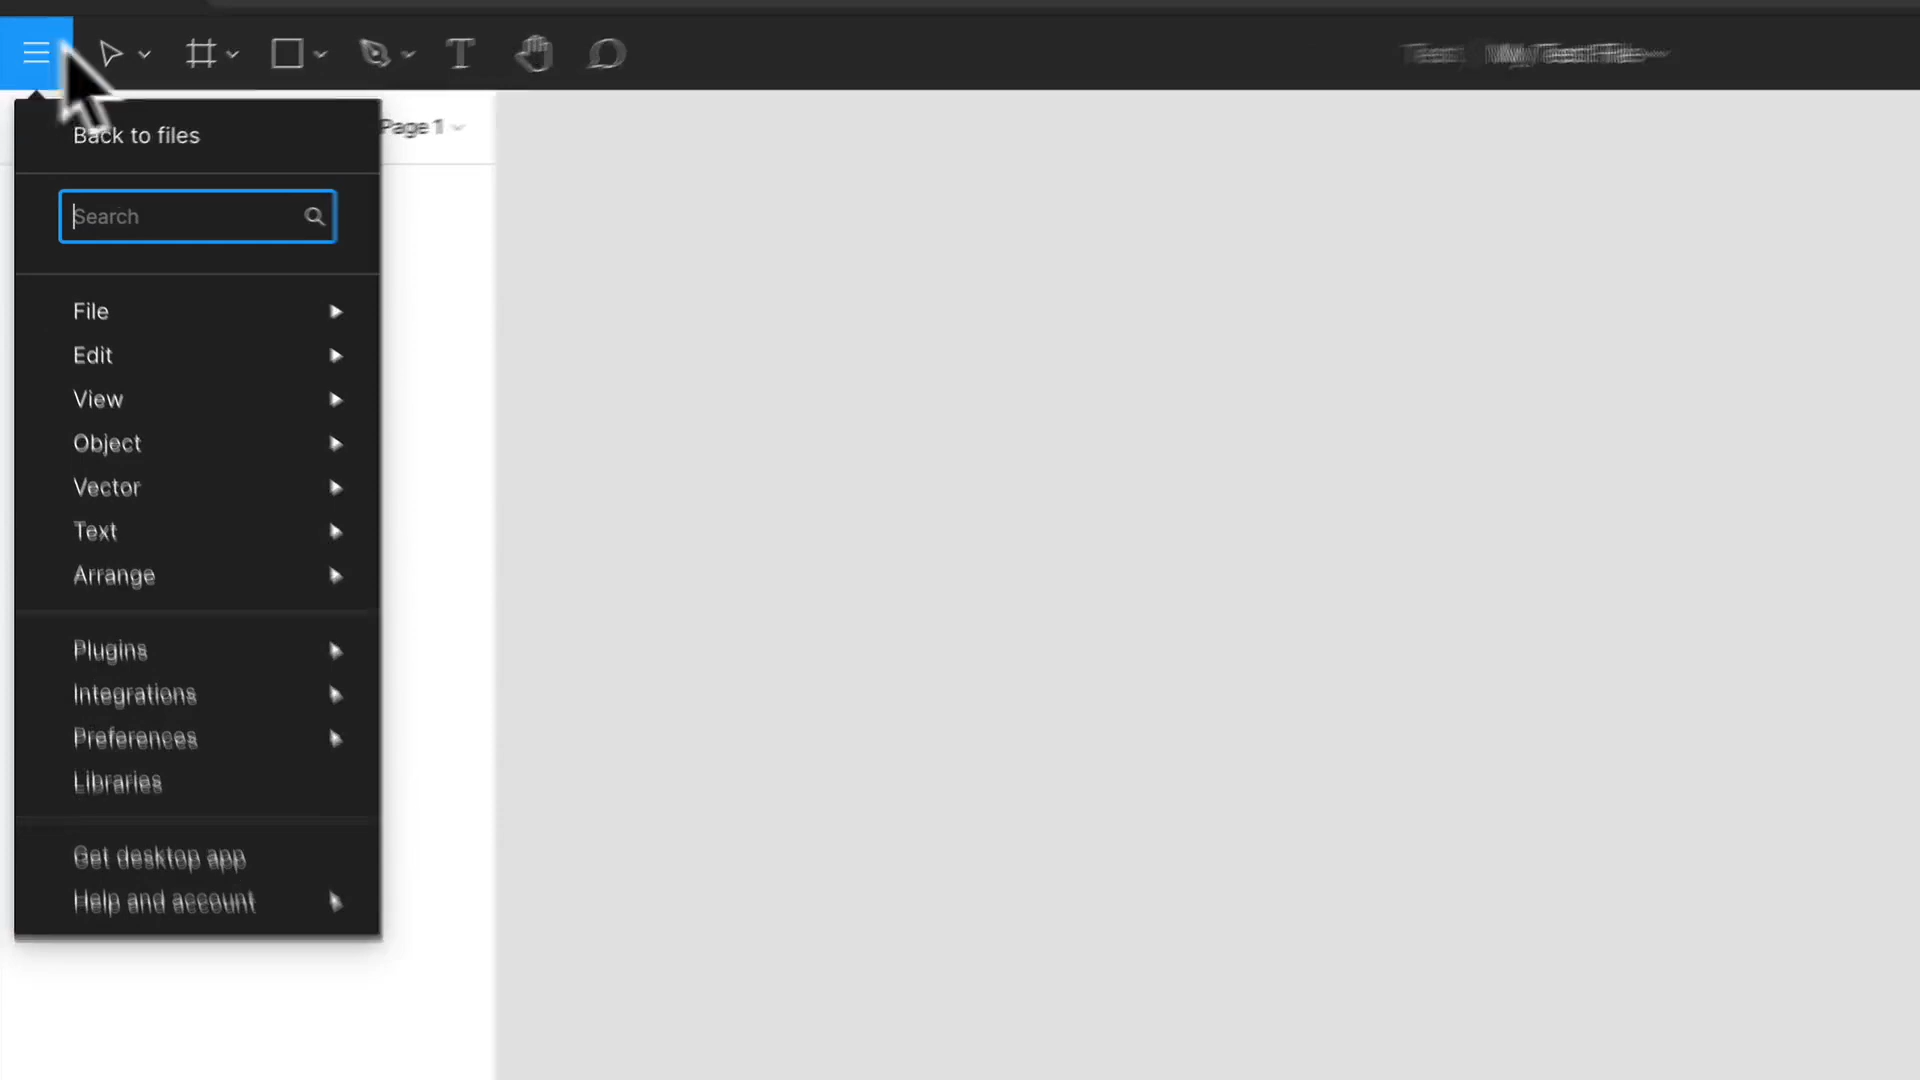 T
Page 1
Back to files
Search
File
Edit
View
Object
Vector
Text
Arrange
Plugins
Integrations
Preferences
Libraries
Get desktop app
Help and account